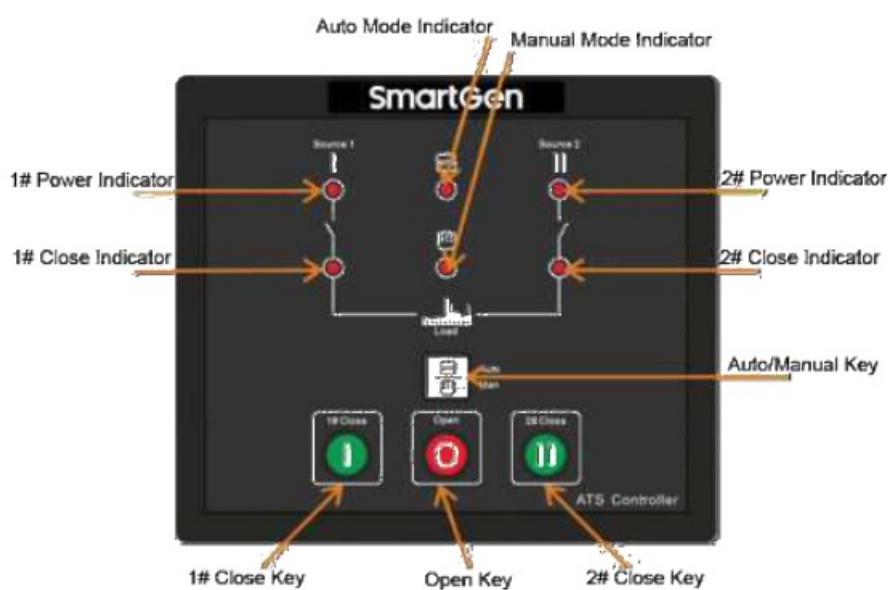 Auto Mode Indicator
Manual Mode Indicator
SmartGen
Source 1
Source 2
I
II
1# Power Indicator
2# Power Indicator
1# Close Indicator
2# Close Indicator
Load
Auto/Manual Key
Auto
Man
1# Close
Open
2# Close
I
O
II
ATS Controller
1# Close Key
Open Key
2# Close Key